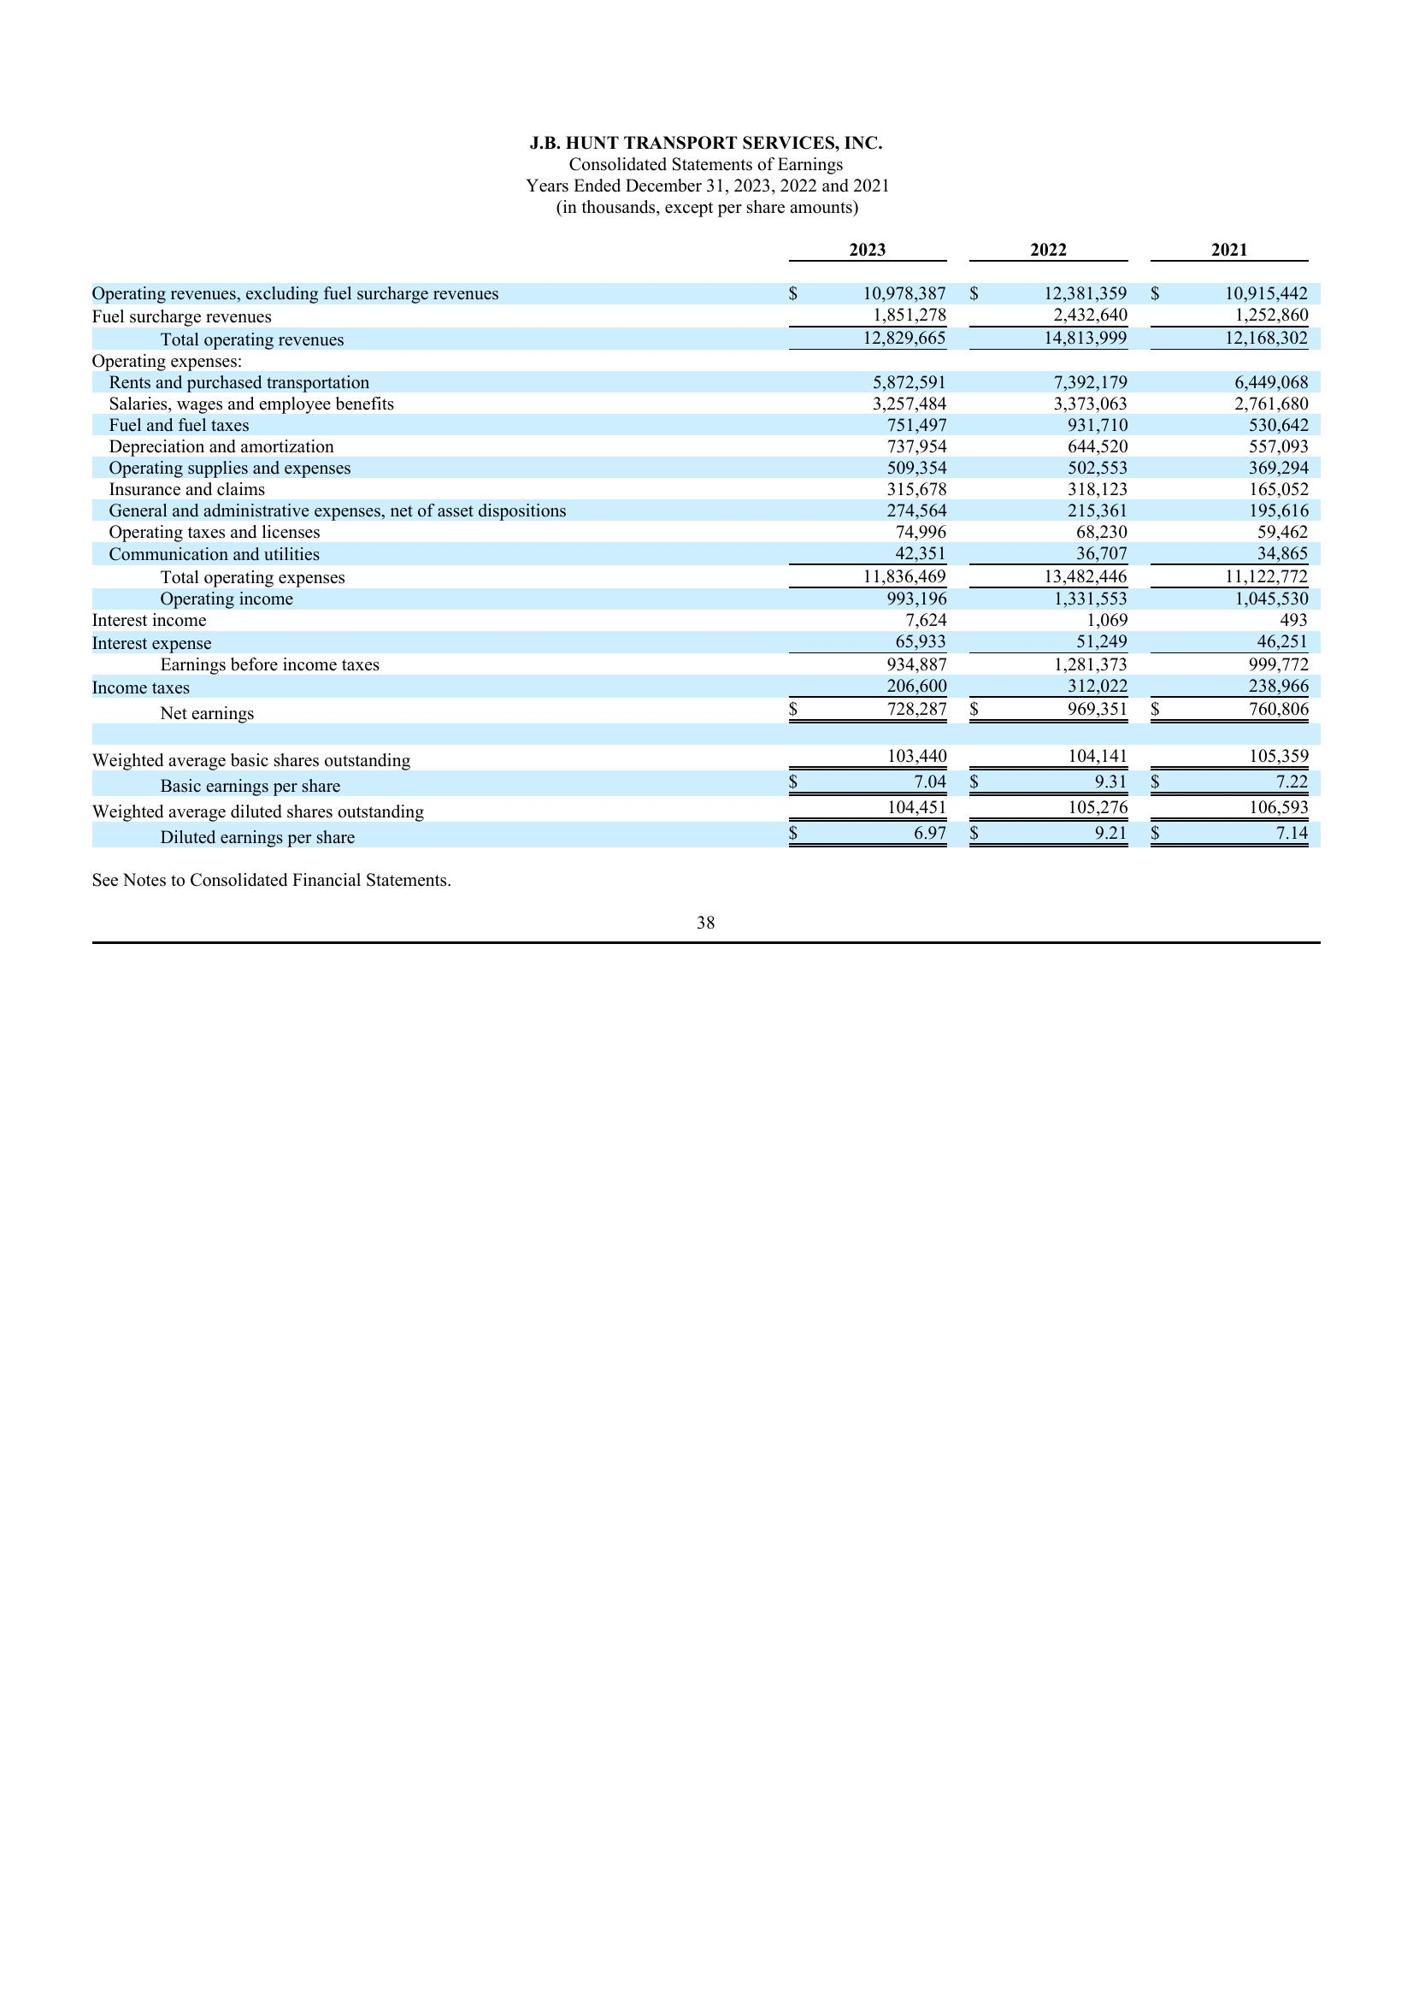 J.B. HUNT TRANSPORT SERVICES, INC.
Consolidated Statements of Earnings
Years Ended December 31, 2023, 2022 and 2021
(in thousands, except per share amounts)
2023 2022 2021
Operating revenues, excluding fuel surcharge revenues $ 10,978,387 $ 12,381,359 $ 10,915,442
Fuel surcharge revenues 1,851,278 2,432,640 1,252,860
Total operating revenues 12,829,665 14,813,999 12,168,302
Operating expenses:
Rents and purchased transportation 5,872,591 7,392,179 6,449,068
Salaries, wages and employee benefits 3,257,484 3,373,063 2,761,680
Fuel and fuel taxes 751,497 931,710 530,642
Depreciation and amortization 737,954 644,520 557,093
Operating supplies and expenses 509,354 502,553 369,294
Insurance and claims 315,678 318,123 165,052
General and administrative expenses, net of asset dispositions 274,564 215,361 195,616
Operating taxes and licenses 74,996 68,230 59,462
Communication and utilities 42,351 36,707 34,865
Total operating expenses 11,836,469 13,482,446 11,122,772
Operating income 993,196 1,331,553 1,045,530
Interest income 7,624 1,069 493
Interest expense 65,933 51,249 46,251
Earnings before income taxes 934,887 1,281,373 999,772
Income taxes 206,600 312,022 238,966
Net earnings $ 728,287 $ 969,351 $ 760,806
Weighted average basic shares outstanding 103,440 104,141 105,359
Basic earnings per share $ 7.04 $ 9.31 $ 7.22
Weighted average diluted shares outstanding 104,451 105,276 106,593
Diluted earnings per share $ 6.97 $ 9.21 $ 7.14
See Notes to Consolidated Financial Statements.
38